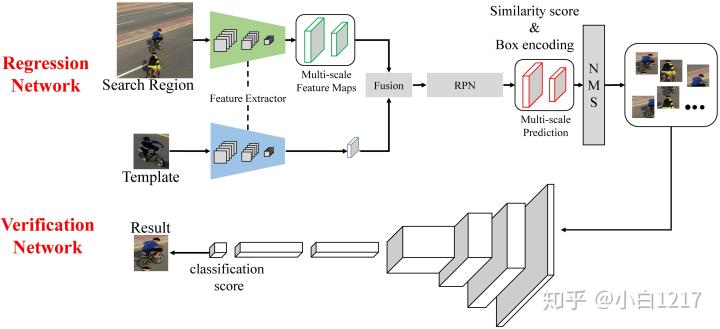 Regression
Network
Search Region
Feature Extractor
Template
Multi-scale
Feature Maps
Fusion
RPN
Similarity score
&
Box encoding
Multi-scale
Prediction
N
M
S
Verification
Network
Result
classification
score
知乎 @小白1217